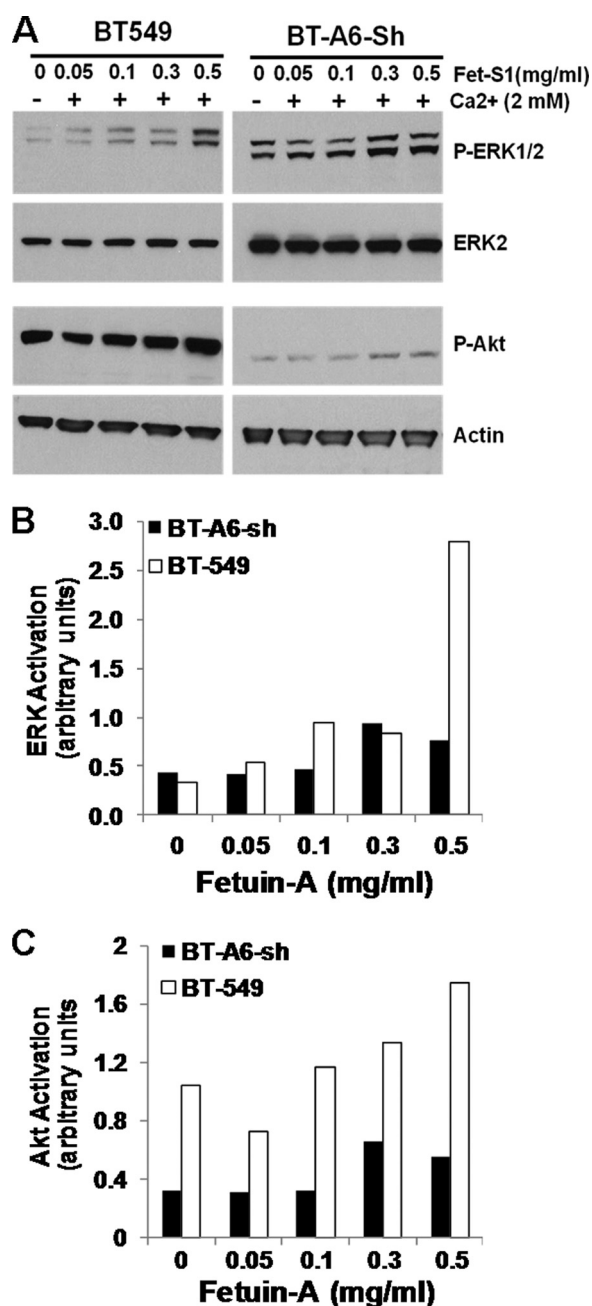 A
BT549 BT-A6-Sh
0 0.05 0.1 0.3 0.5 0 0.05 0.1 0.3 0.5 Fet-S1(mg/ml)
- + + + + - + + + + Ca2+ (2 mM)
P-ERK1/2
ERK2
P-Akt
Actin
B
ERK Activation
(arbitrary units)
3.0
2.5
2.0
1.5
1.0
0.5
0.0
BT-A6-sh
BT-549
0 0.05 0.1 0.3 0.5
Fetuin-A (mg/ml)
C
Akt Activation
(arbitrary units)
2
1.6
1.2
0.8
0.4
0
BT-A6-sh
BT-549
0 0.05 0.1 0.3 0.5
Fetuin-A (mg/ml)